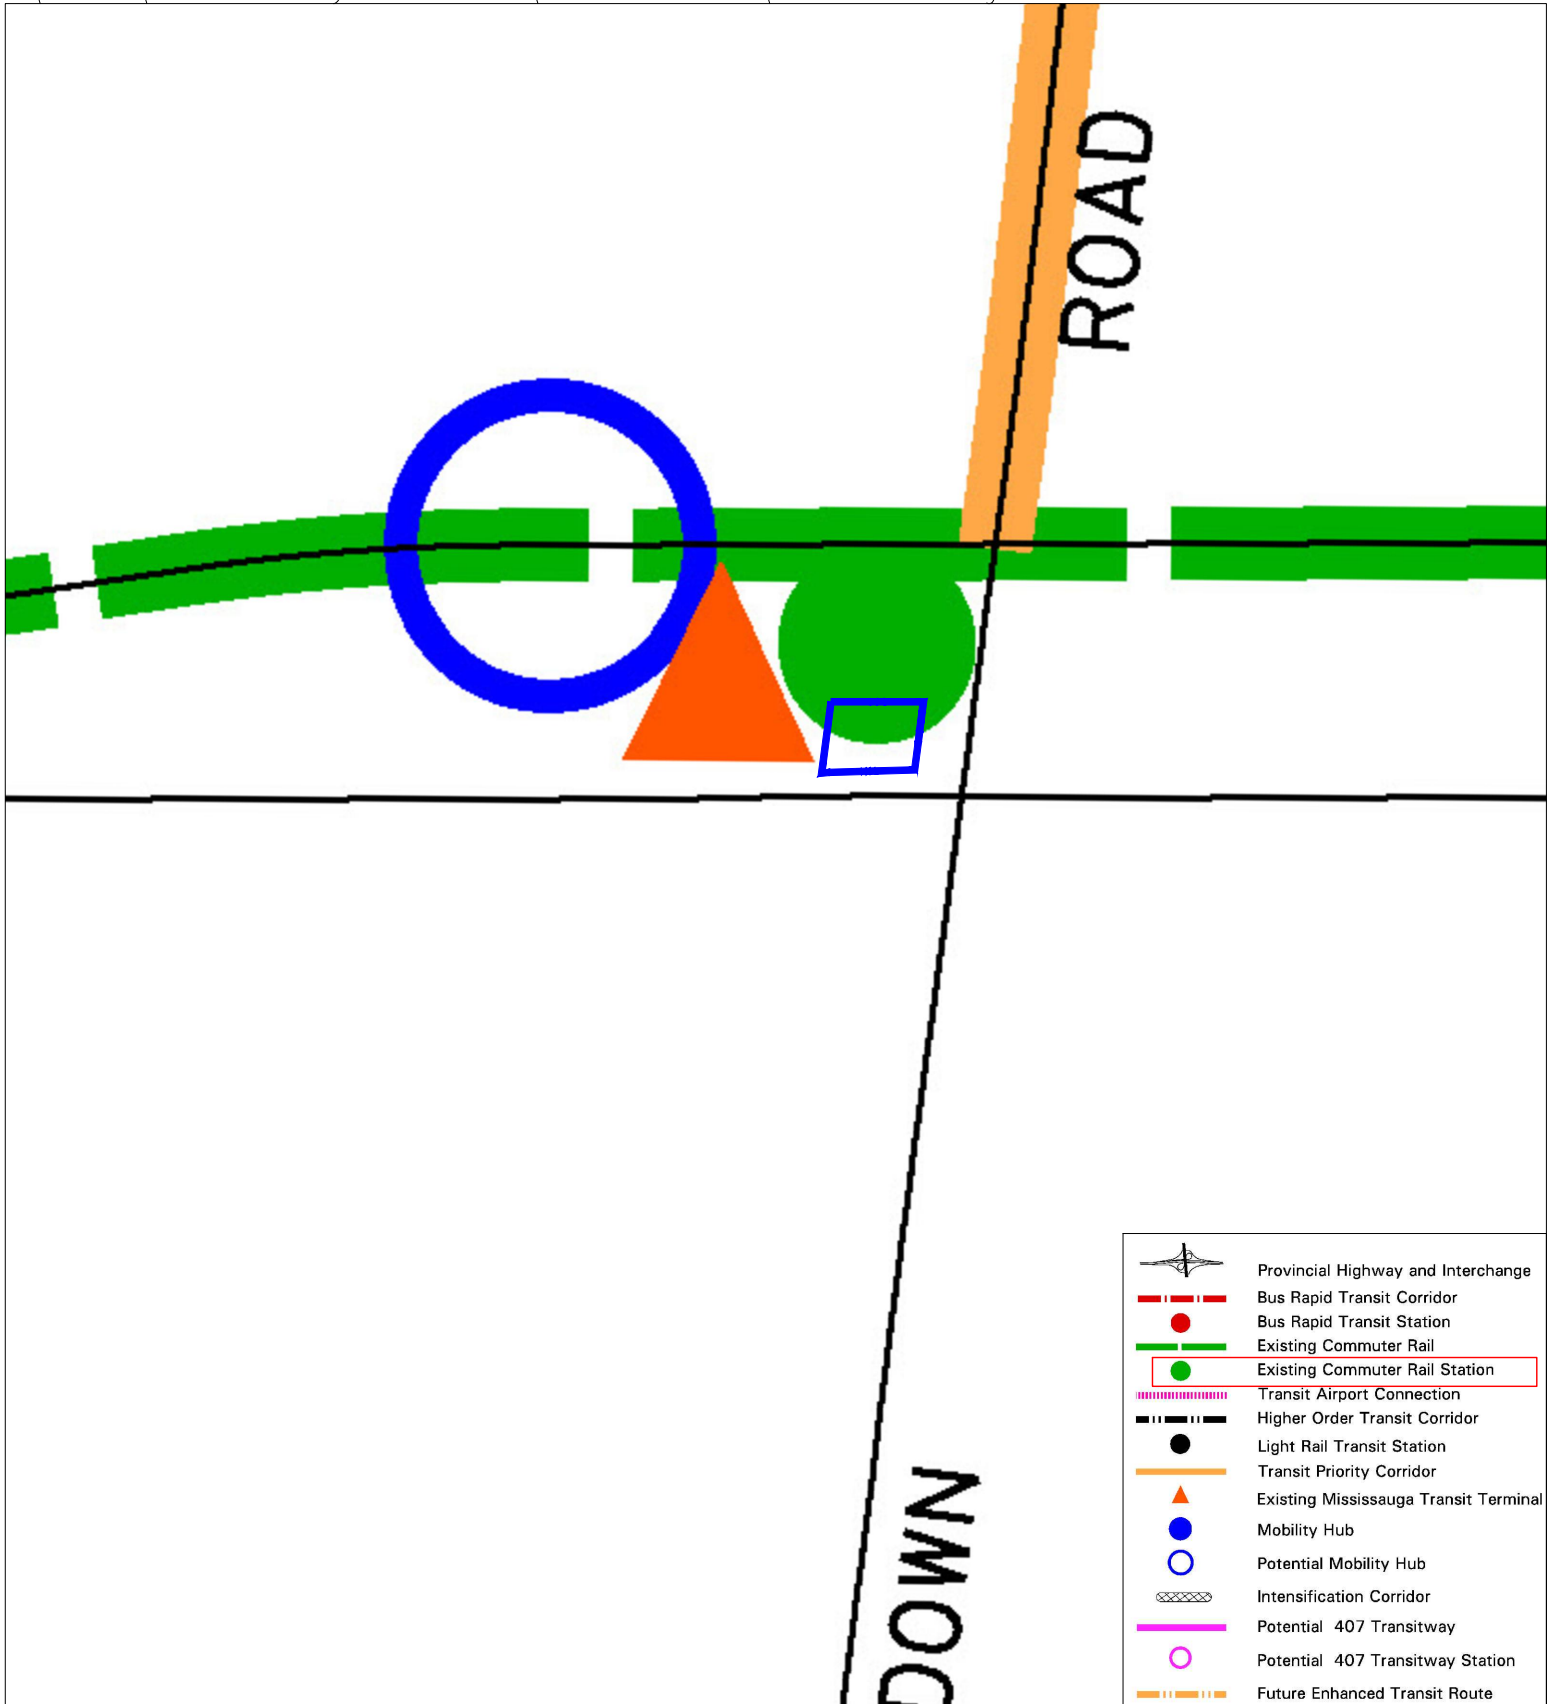 ROAD
DOWN
Provincial Highway and Interchange
Bus Rapid Transit Corridor
Bus Rapid Transit Station
Existing Commuter Rail
Existing Commuter Rail Station
Transit Airport Connection
Higher Order Transit Corridor
Light Rail Transit Station
Transit Priority Corridor
Existing Mississauga Transit Terminal
Mobility Hub
Potential Mobility Hub
Intensification Corridor
Potential 407 Transitway
Potential 407 Transitway Station
Future Enhanced Transit Route